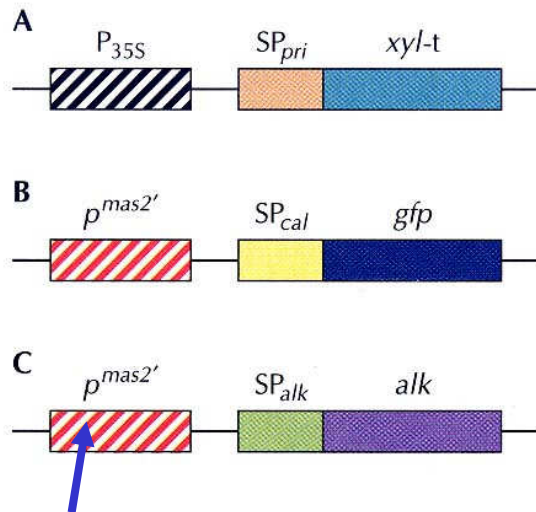 A
P35S SPpri xyl-t
B
pmas2' SPcal gfp
C
pmas2' SPalk alk